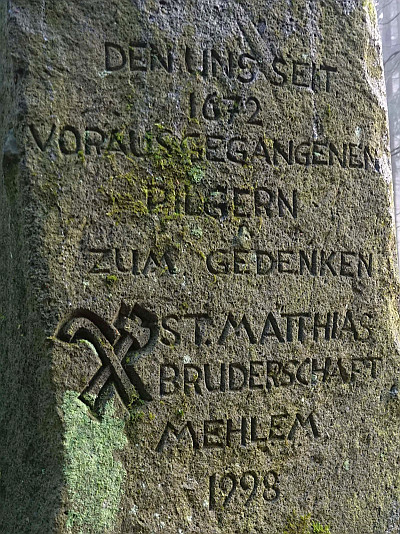 DEN UNS SEIT
1672
VORAUSGEGANGENEN
PILGERN
ZUM GEDENKEN
ST. MATTHIAS
BRUDERSCHAFT
MEHLEM
1998